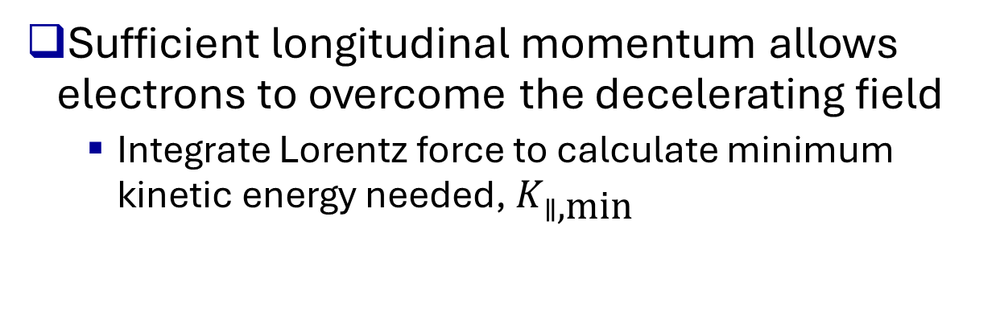 ❑Sufficient longitudinal momentum allows
electrons to overcome the decelerating field
▪ Integrate Lorentz force to calculate minimum
kinetic energy needed, K∥,min